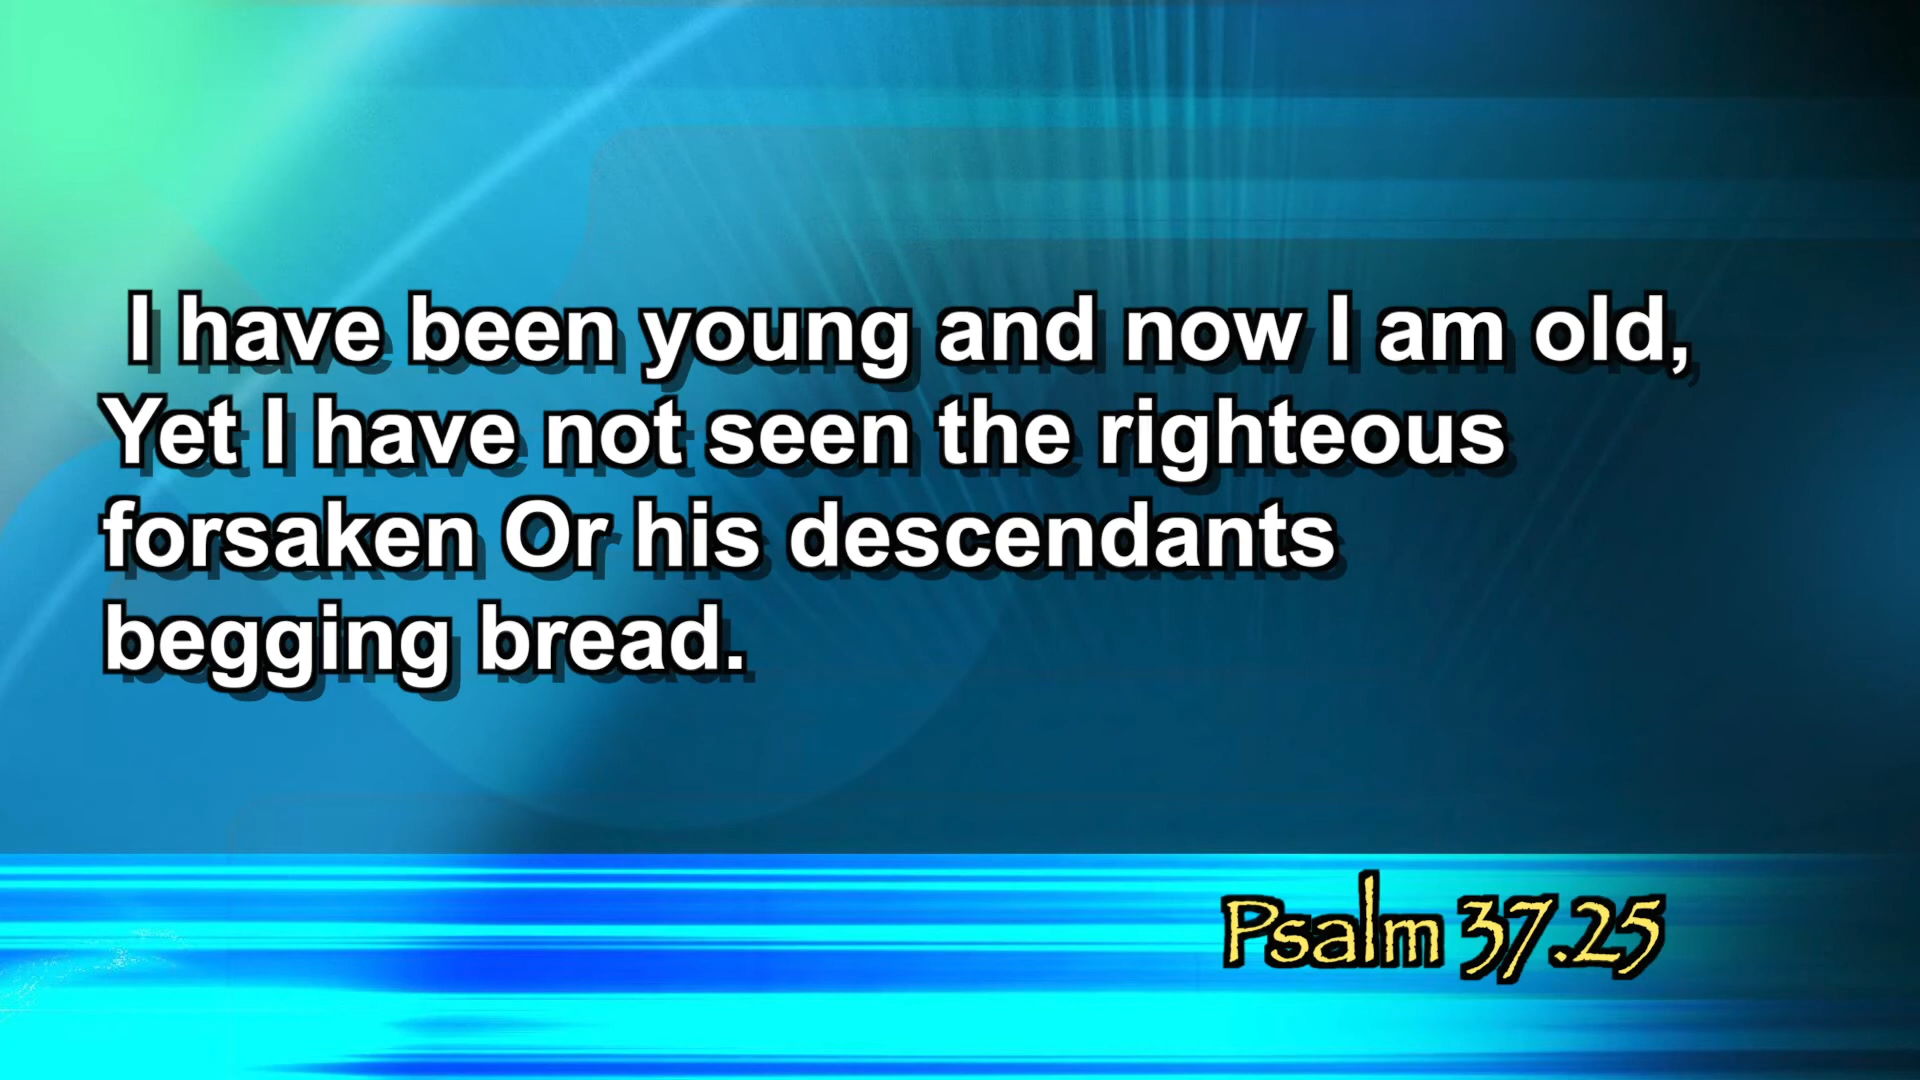 I have been young and now I am old,
Yet I have not seen the righteous
forsaken Or his descendants
begging bread.
Psalm 37.25